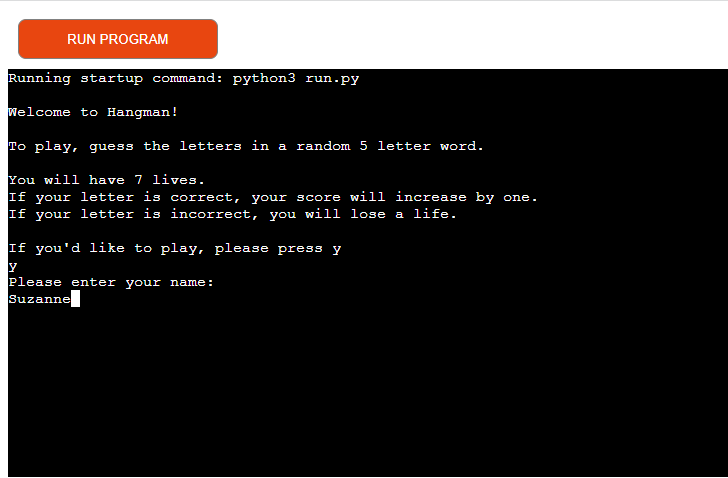 RUN PROGRAM
Running startup command: python3 run.py
Welcome to Hangman!
To play, guess the letters in a random 5 letter word.
You will have 7 lives.
If your letter is correct, your score will increase by one.
If your letter is incorrect, you will lose a life.
If you'd like to play, please press y
y
Please enter your name:
Suzanne